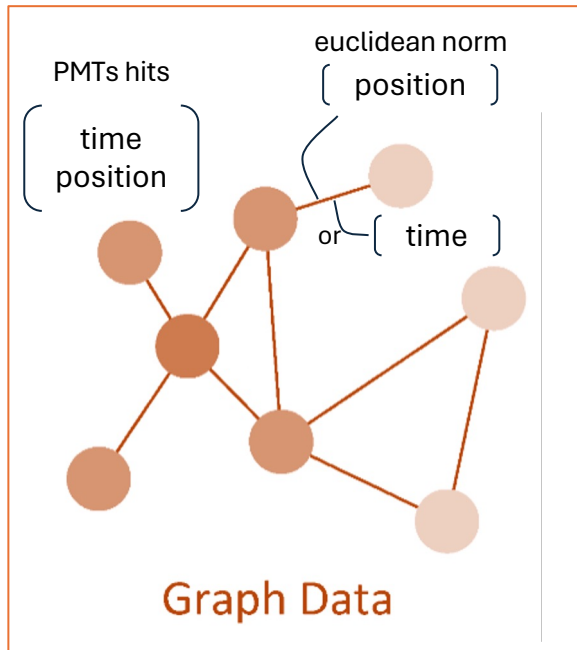 PMTs hits
time
position
euclidean norm
position
or
time
Graph Data